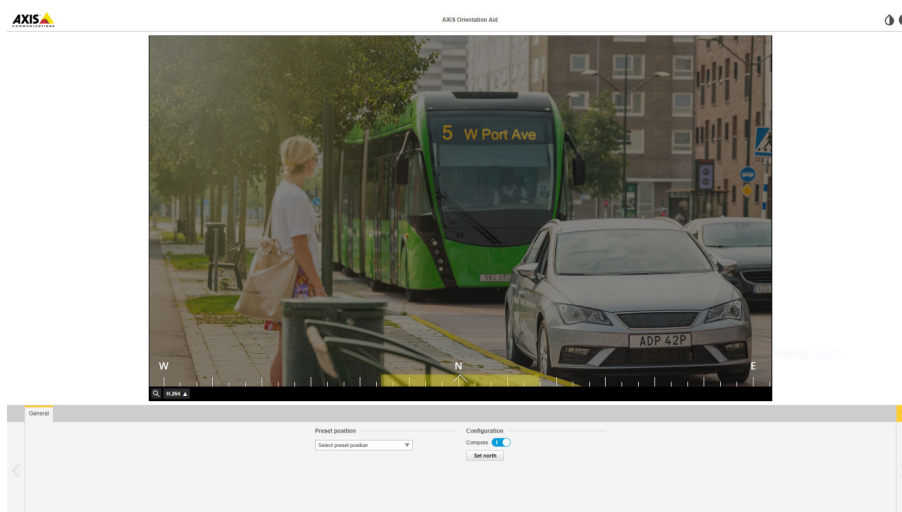 AXIS
COMMUNICATIONS
AXIS Orientation Aid
5 W Port Ave
ADP 42P
W N E
H.264
General
Preset position
Configuration
Select preset position
Compass
Set north